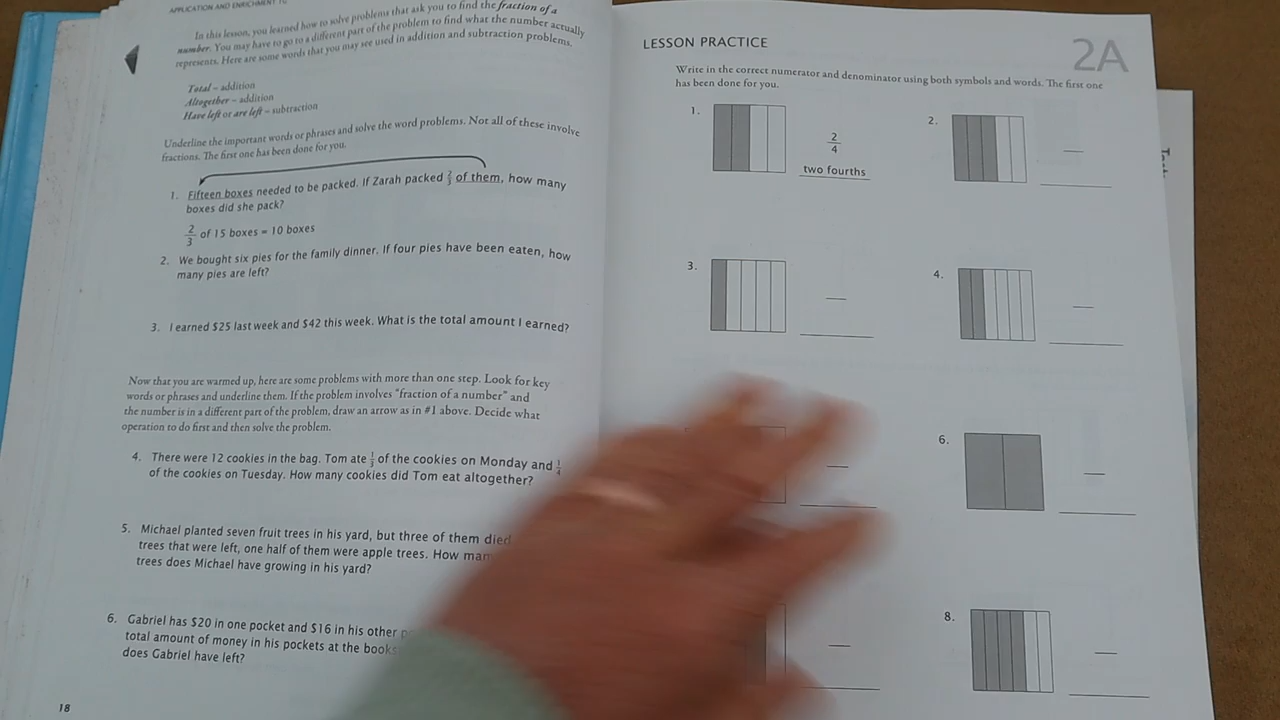 APPLICATION AND ENRICHMENT
In this lesson, you learned how to solve problems that ask you to find the fraction of a
number. You may have to go to a different part of the problem to find what the number actually
represents. Here are some words that you may see used in addition and subtraction problems.
Total – addition
Altogether – addition
Have left or are left – subtraction
Underline the important words or phrases and solve the word problems. Not all of these involve
fractions. The first one has been done for you.
1. Fifteen boxes needed to be packed. If Zarah packed 2/3 of them, how many
boxes did she pack?
2/3 of 15 boxes = 10 boxes
2. We bought six pies for the family dinner. If four pies have been eaten, how
many pies are left?
3. I earned $25 last week and $42 this week. What is the total amount I earned?
Now that you are warmed up, here are some problems with more than one step. Look for key
words or phrases and underline them. If the problem involves "fraction of a number" and
the number is in a different part of the problem, draw an arrow as in #1 above. Decide what
operation to do first and then solve the problem.
4. There were 12 cookies in the bag. Tom ate 1/3 of the cookies on Monday and 1/4
of the cookies on Tuesday. How many cookies did Tom eat altogether?
5. Michael planted seven fruit trees in his yard, but three of them died
trees that were left, one half of them were apple trees. How
trees does Michael have growing in his yard?
6. Gabriel has $20 in one pocket and $16 in his other
total amount of money in his pockets at the
does Gabriel have left?
18
LESSON PRACTICE
2A
Write in the correct numerator and denominator using both symbols and words. The first one
has been done for you.
1.
2/4
two fourths
2.
3.
4.
6.
8.